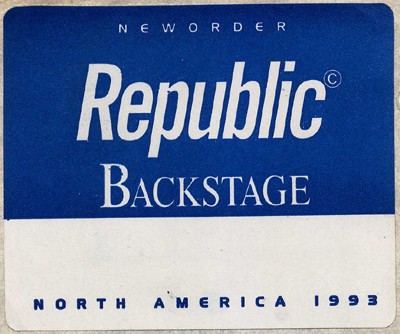 NEWORDER
Republic©
BACKSTAGE
NORTH AMERICA 1993